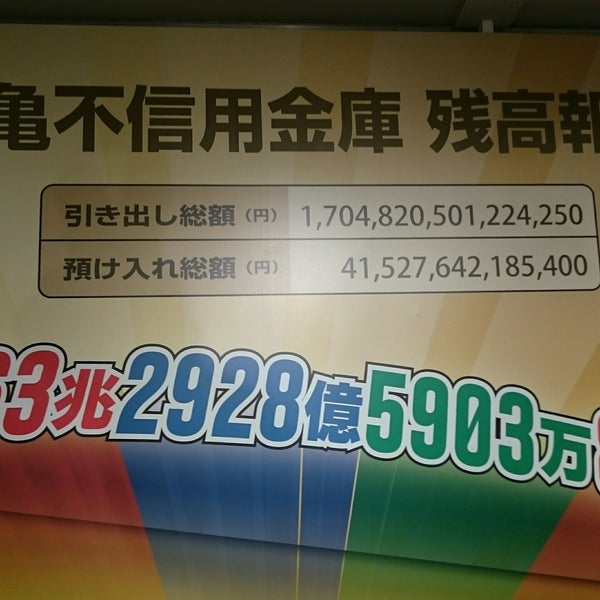 亀不信用金庫 残高報
引き出し総額（円） 1,704,820,501,224,250
預け入れ総額（円） 41,527,642,185,400
63兆2928億5903万